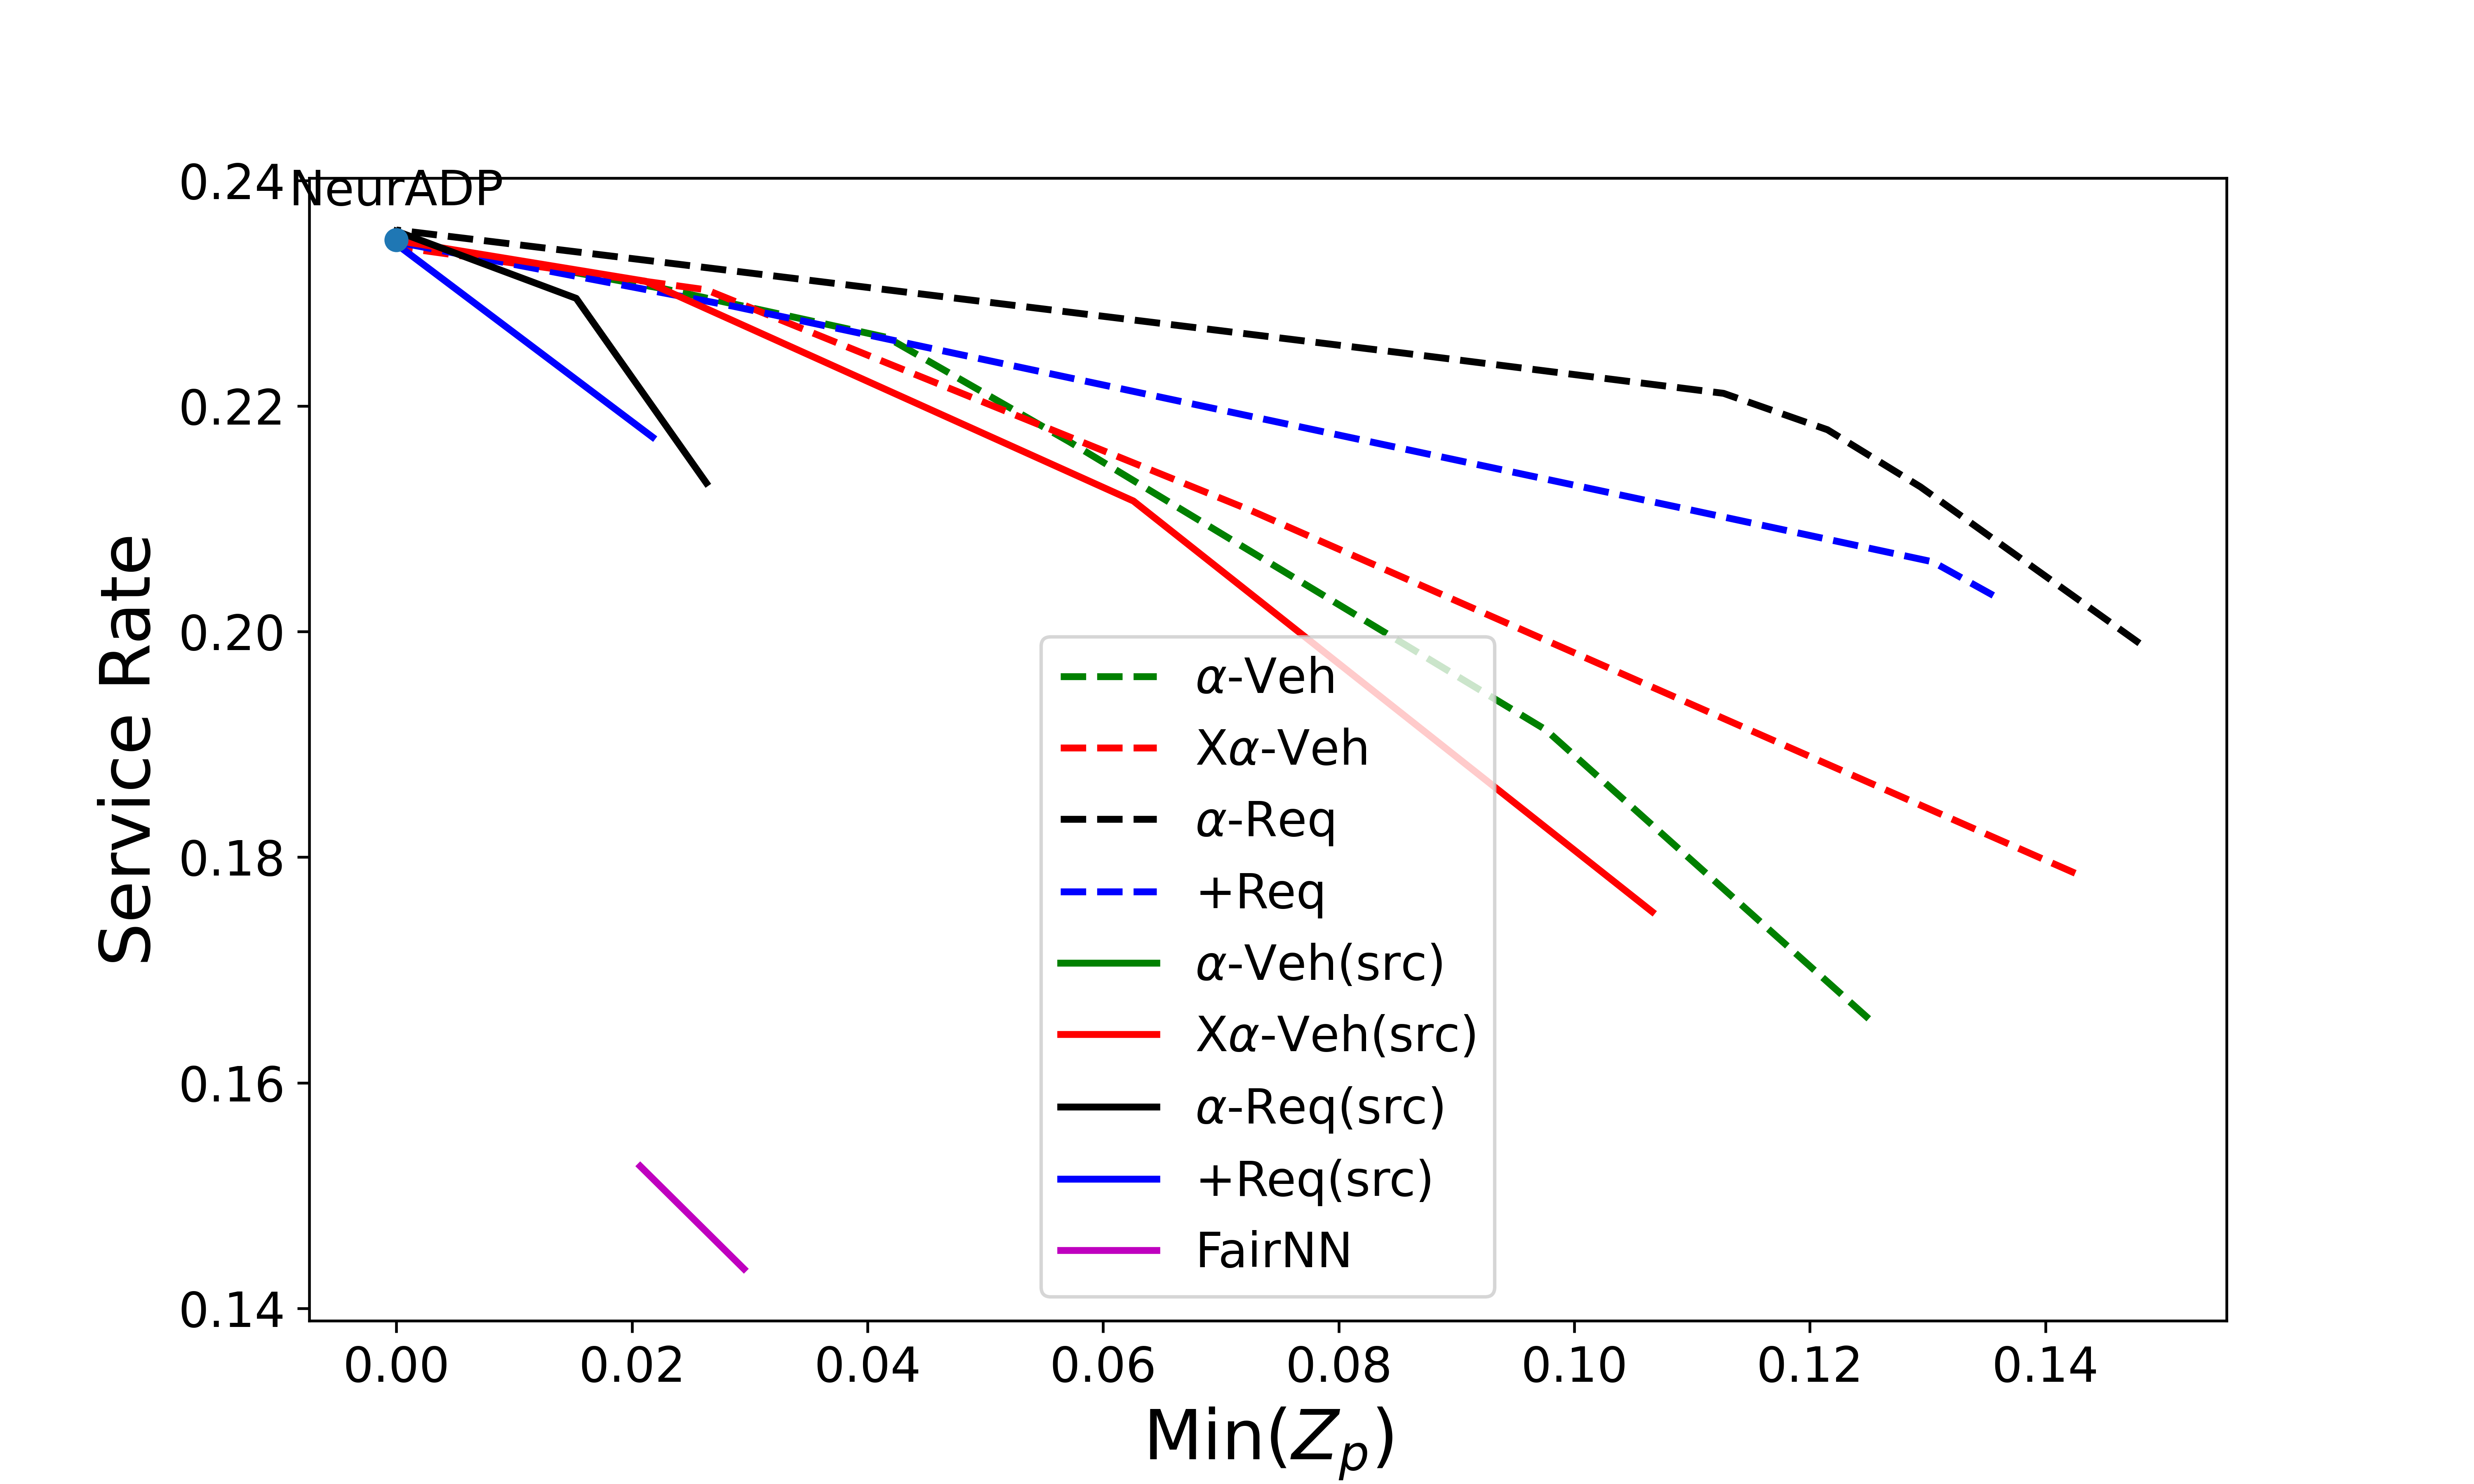 NeurADP
0.24
0.22
0.20
0.18
0.16
0.14
Service Rate
α-Veh
Xα-Veh
α-Req
+Req
α-Veh(src)
Xα-Veh(src)
α-Req(src)
+Req(src)
FairNN
0.00 0.02 0.04 0.06 0.08 0.10 0.12 0.14
Min(Zp)